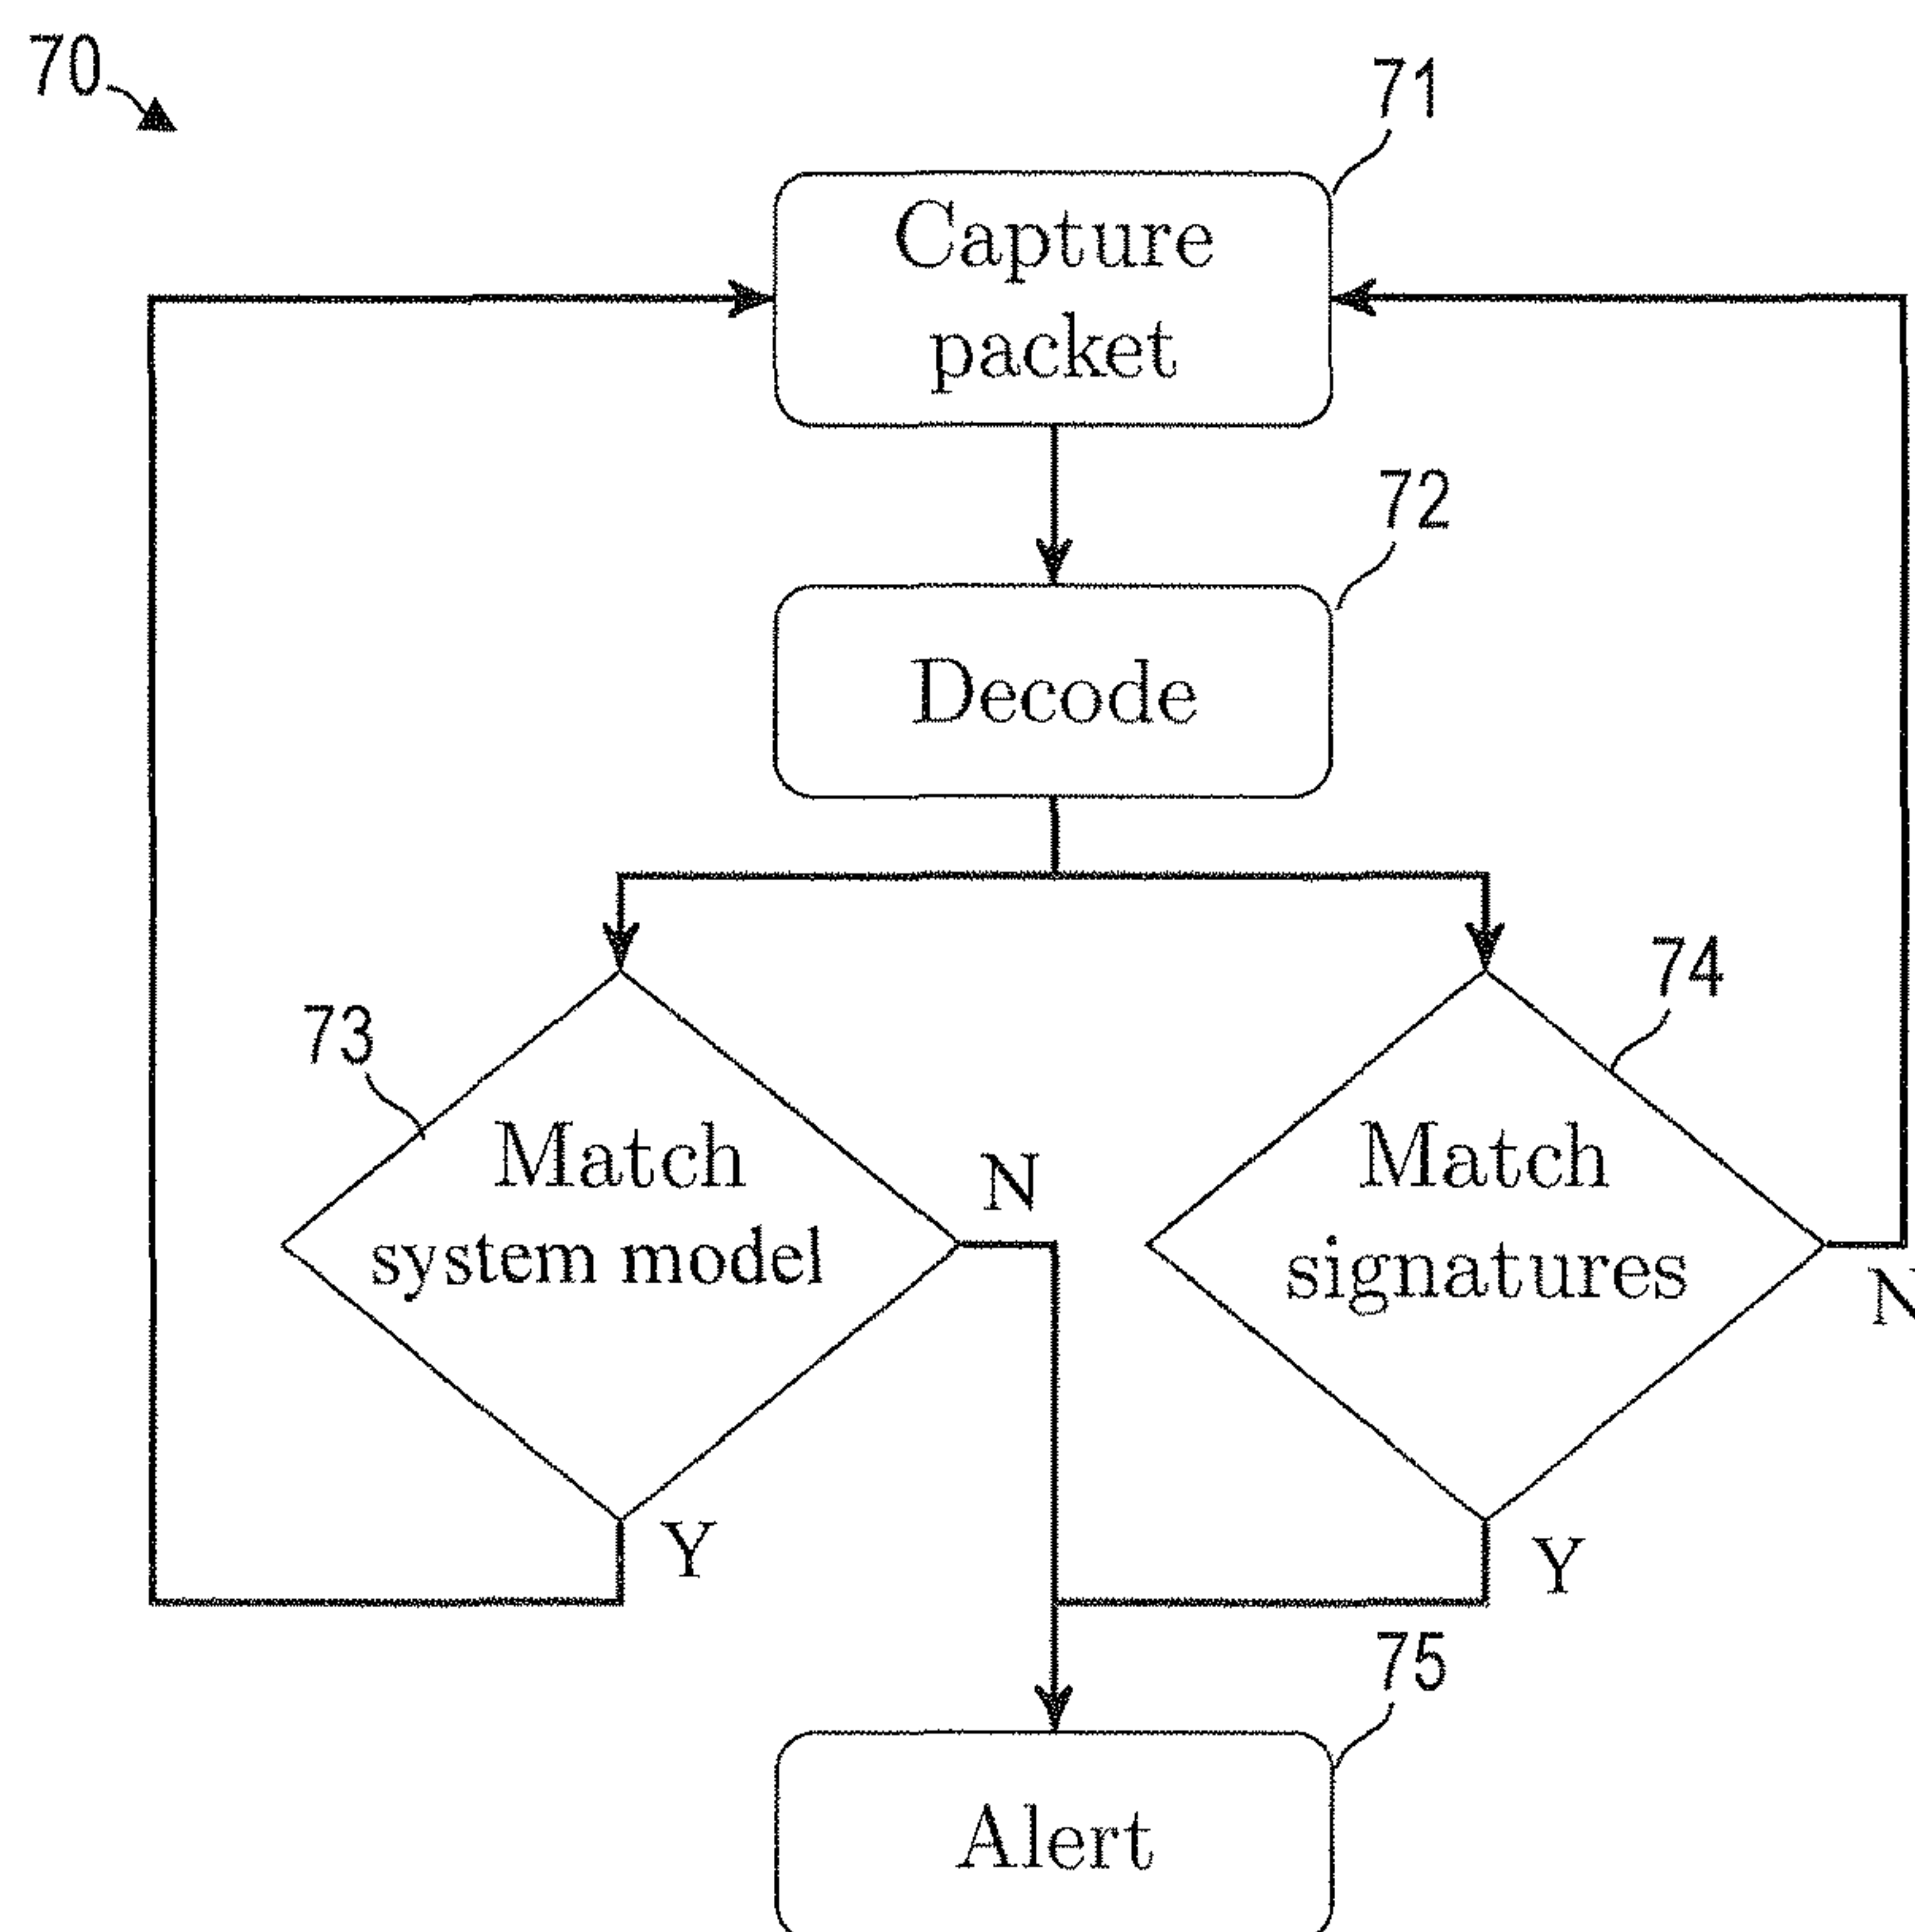 70
71
Capture
packet
72
Decode
73
74
Match
system model
N
Match
signatures
N
Y
Y
75
Alert